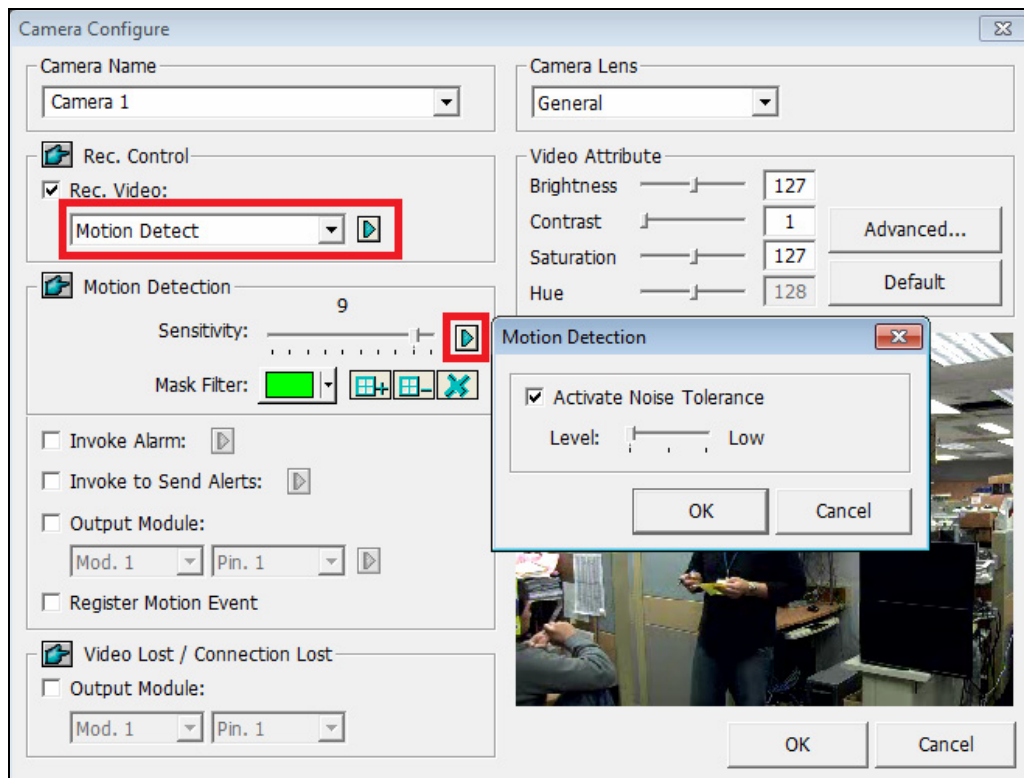 Camera Configure
Camera Name
Camera 1
Rec. Control
Rec. Video:
Motion Detect
Motion Detection
9
Sensitivity:
Mask Filter:
Invoke Alarm:
Invoke to Send Alerts:
Output Module:
Mod. 1 Pin. 1
Register Motion Event
Video Lost / Connection Lost
Output Module:
Mod. 1 Pin. 1
Camera Lens
General
Video Attribute
Brightness 127
Contrast 1
Saturation 127
Hue 128
Advanced...
Default
Motion Detection
Activate Noise Tolerance
Level: Low
OK Cancel
OK Cancel